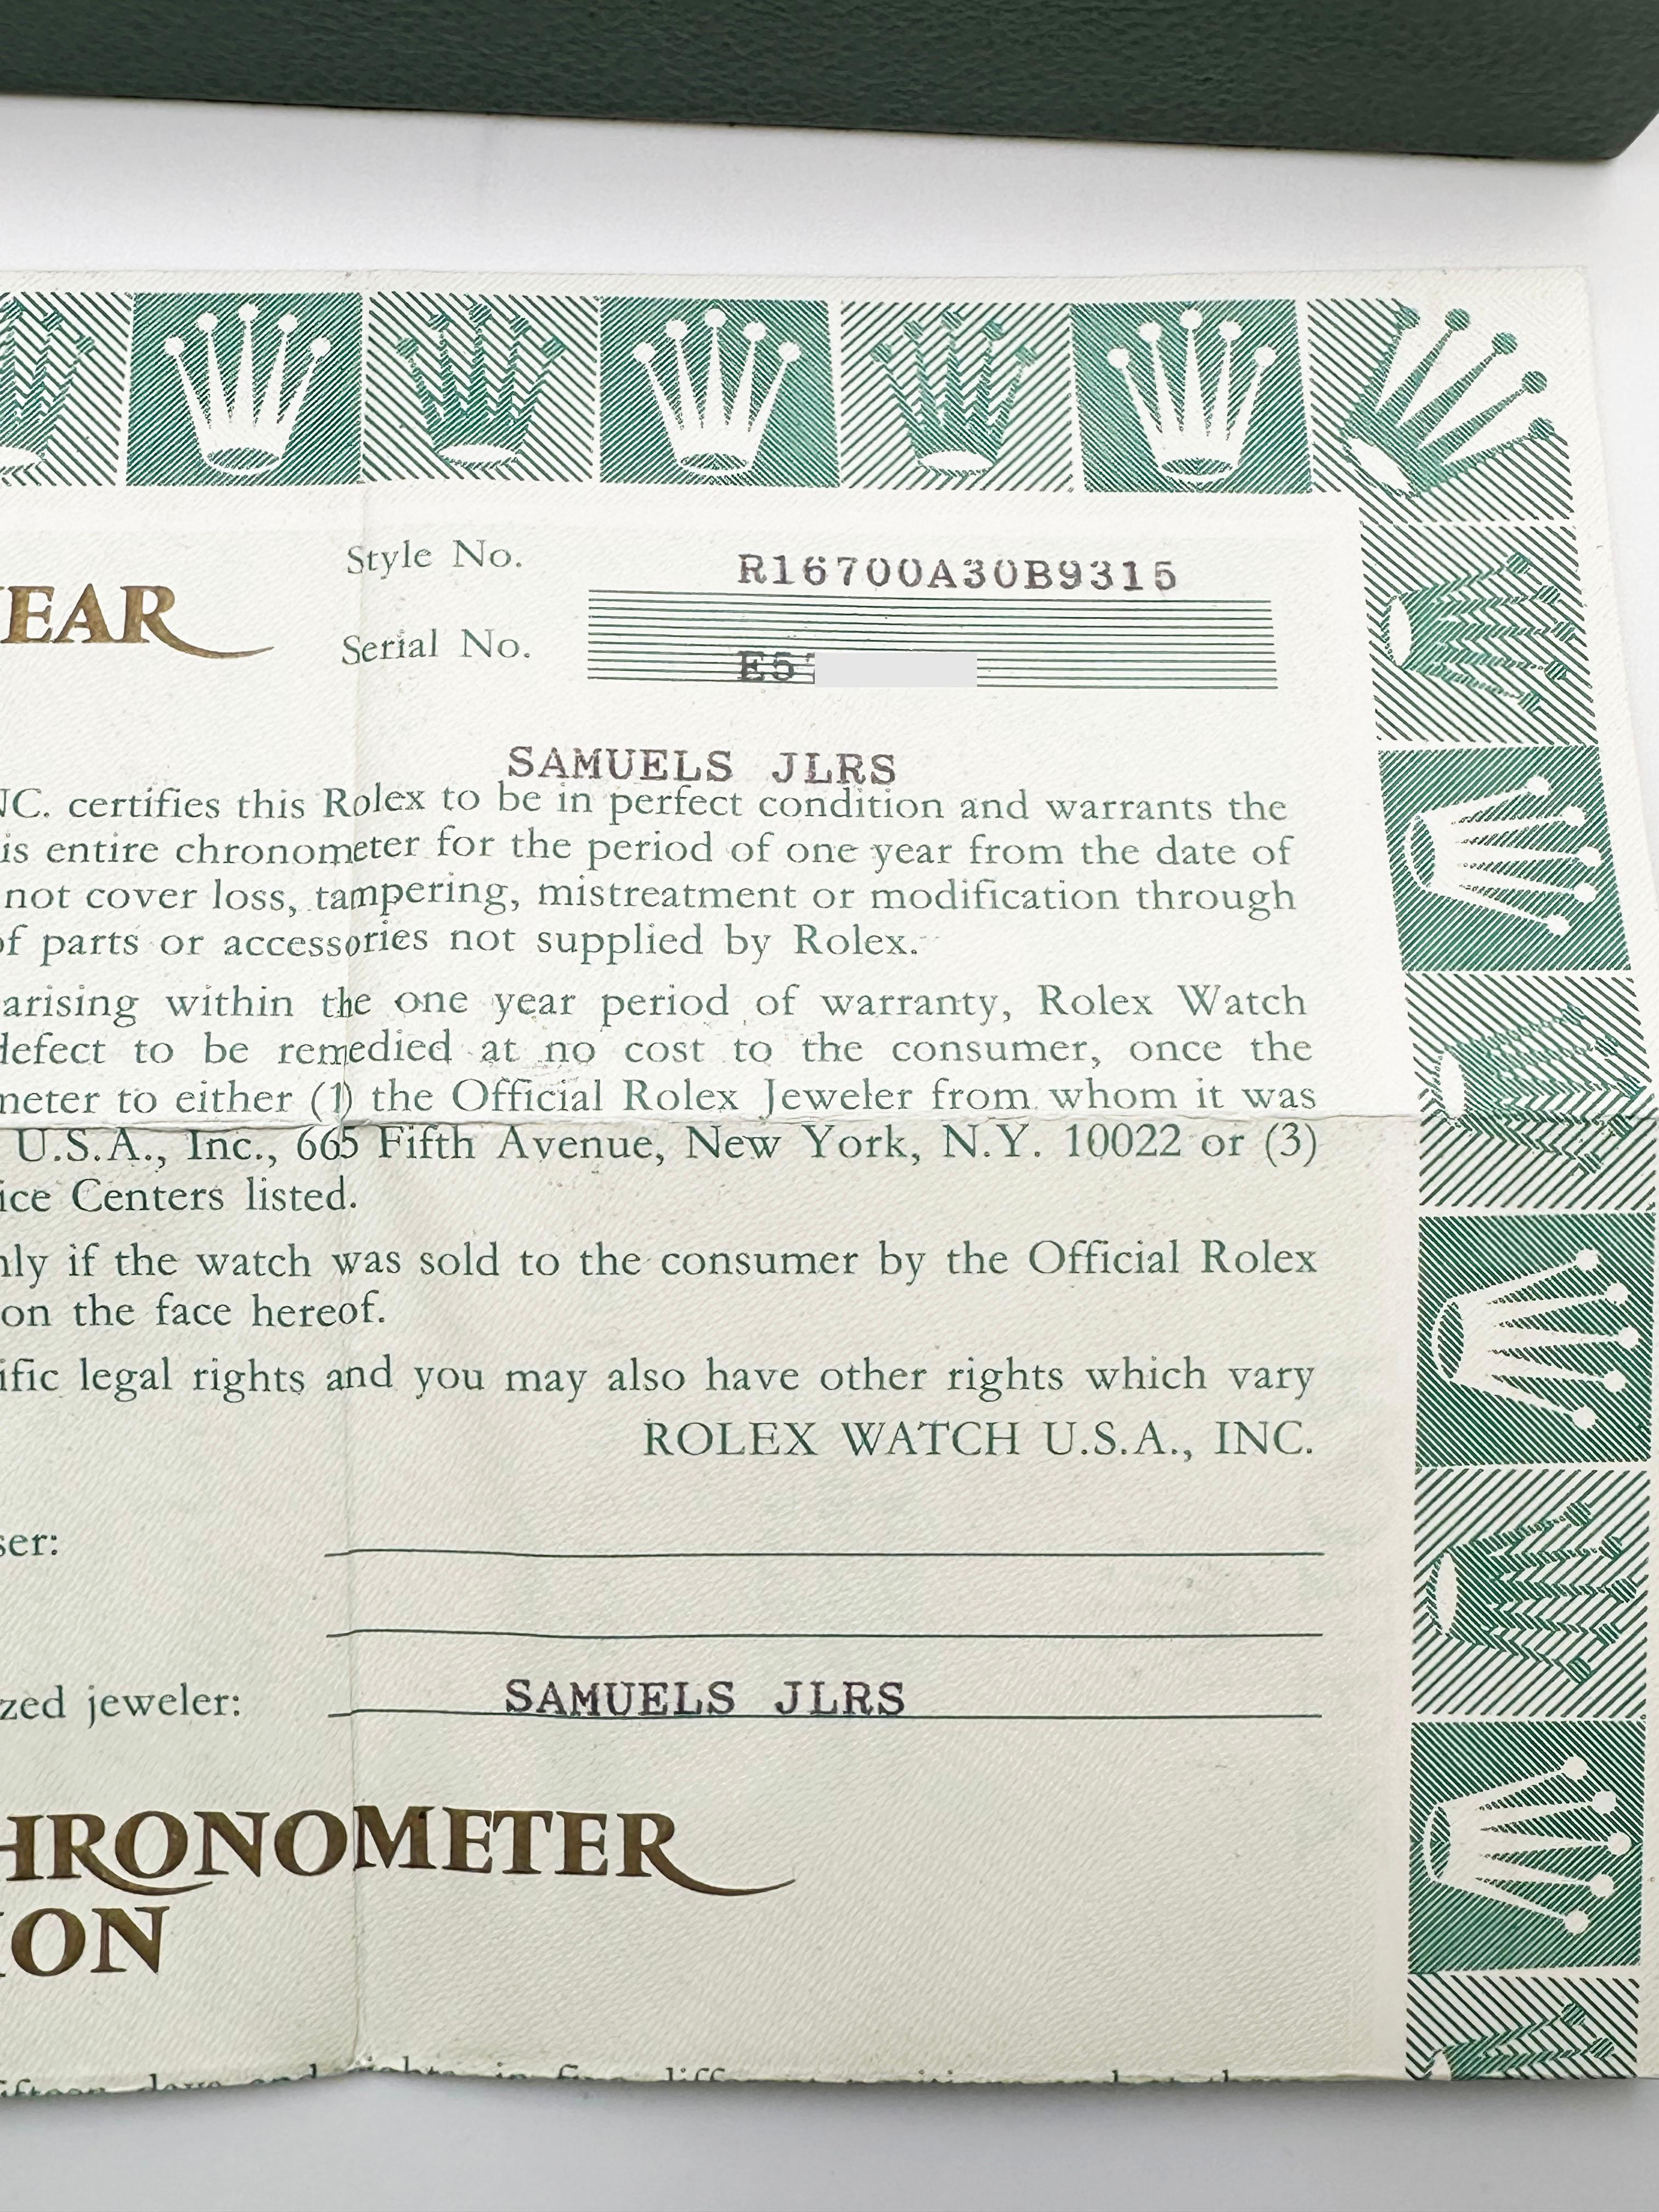 Style No. R16700A30B9315
EAR
Serial No. E5
SAMUELS JLRS
NC. certifies this Rolex to be in perfect condition and warrants the
is entire chronometer for the period of one year from the date of
not cover loss, tampering, mistreatment or modification through
of parts or accessories not supplied by Rolex.
arising within the one year period of warranty, Rolex Watch
defect to be remedied at no cost to the consumer, once the
meter to either (1) the Official Rolex Jeweler from whom it was
U.S.A., Inc., 665 Fifth Avenue, New York, N.Y. 10022 or (3)
ice Centers listed.
nly if the watch was sold to the consumer by the Official Rolex
on the face hereof.
ific legal rights and you may also have other rights which vary
ROLEX WATCH U.S.A., INC.
ser:
zed jeweler: SAMUELS JLRS
HRONOMETER
ION